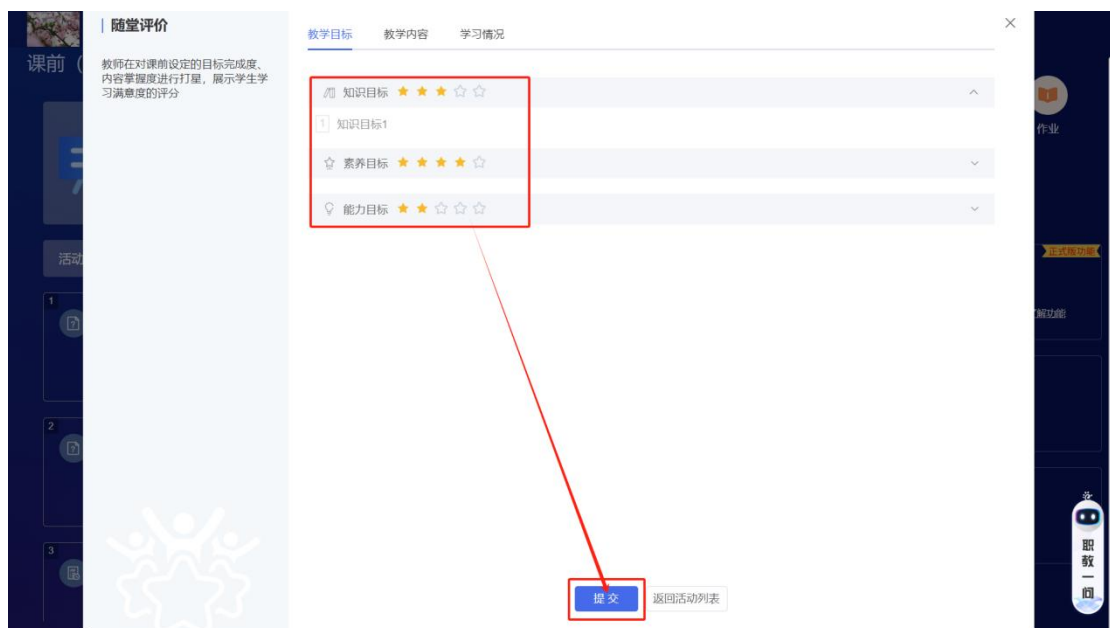 随堂评价
教师在对课前设定的目标完成度、
内容掌握度进行打星，展示学生学
习满意度的评分
教学目标 教学内容 学习情况
知识目标
1 知识目标1
素养目标
能力目标
提交 返回活动列表
课前（
活动
1
2
3
作业
正式版功能
了解功能
职
教
一
问